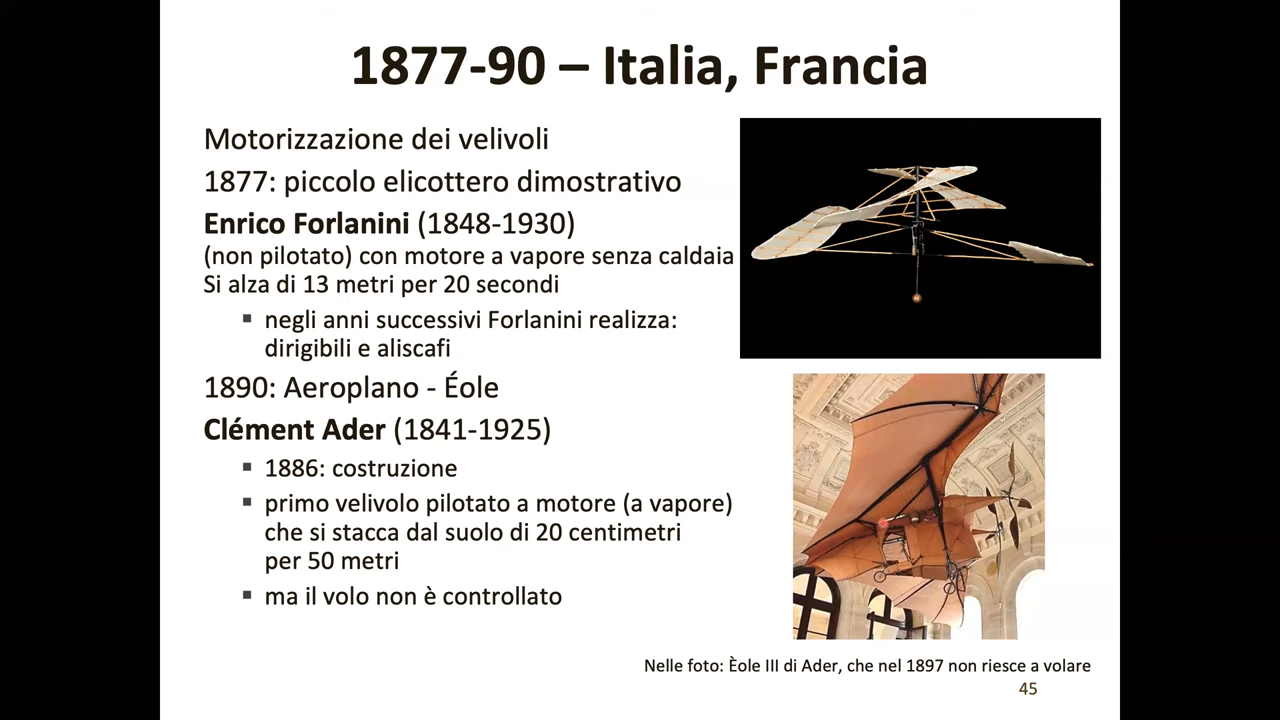 1877-90 – Italia, Francia
Motorizzazione dei velivoli
1877: piccolo elicottero dimostrativo
Enrico Forlanini (1848-1930)
(non pilotato) con motore a vapore senza caldaia
Si alza di 13 metri per 20 secondi
▪ negli anni successivi Forlanini realizza:
dirigibili e aliscafi
1890: Aeroplano - Éole
Clément Ader (1841-1925)
▪ 1886: costruzione
▪ primo velivolo pilotato a motore (a vapore)
che si stacca dal suolo di 20 centimetri
per 50 metri
▪ ma il volo non è controllato
Nelle foto: Èole III di Ader, che nel 1897 non riesce a volare
45